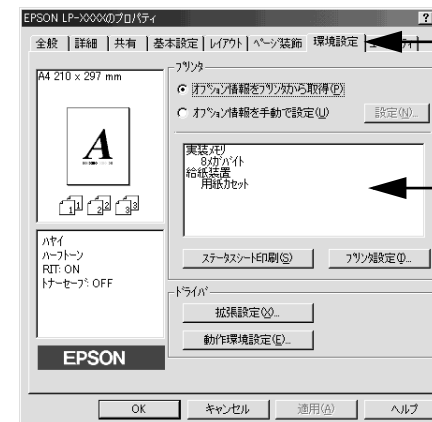 EPSON LP-XXXXのプロパティ
全般 詳細 共有 基本設定 レイアウト ページ装飾 環境設定
A4 210 x 297 mm
A
1 2 3
ハヤイ
ハーフトーン
RIT: ON
トナーセーブ: OFF
EPSON
プリンタ
オプション情報をプリンタから取得(P)
オプション情報を手動で設定(U)
設定(N)...
実装メモリ
8メガバイト
給紙装置
用紙カセット
ステータスシート印刷(S)
プリンタ設定(I)...
ドライバ
拡張設定(X)...
動作環境設定(E)...
OK キャンセル 適用(A) ヘルプ